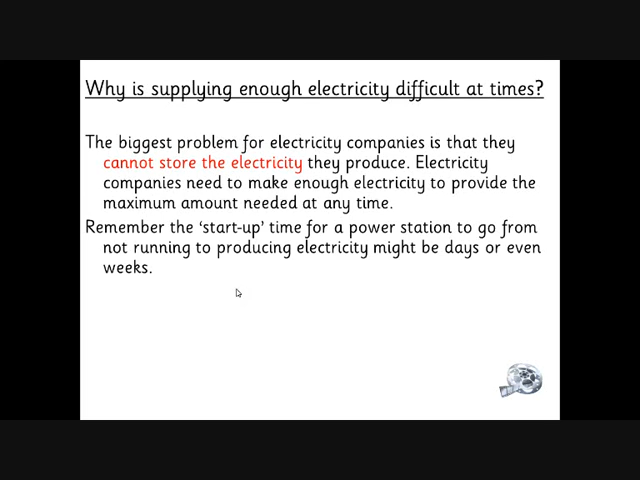 Why is supplying enough electricity difficult at times?
The biggest problem for electricity companies is that they
cannot store the electricity they produce. Electricity
companies need to make enough electricity to provide the
maximum amount needed at any time.
Remember the ‘start-up’ time for a power station to go from
not running to producing electricity might be days or even
weeks.